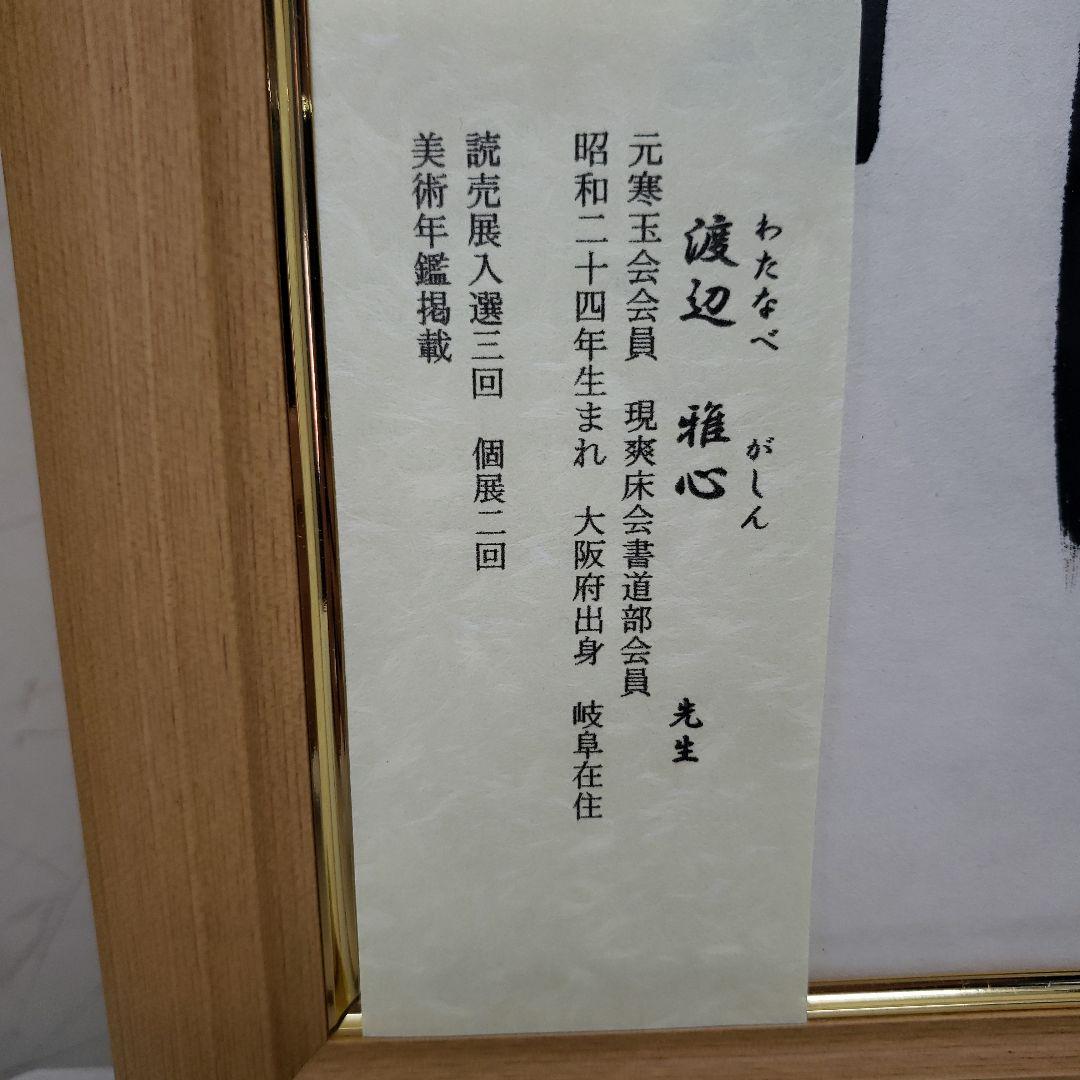 わたなべ がしん
渡辺 雅心 先生
元寒玉会会員 現爽床会書道部会員
昭和二十四年生まれ 大阪府出身 岐阜在住
読売展入選三回 個展二回
美術年鑑掲載